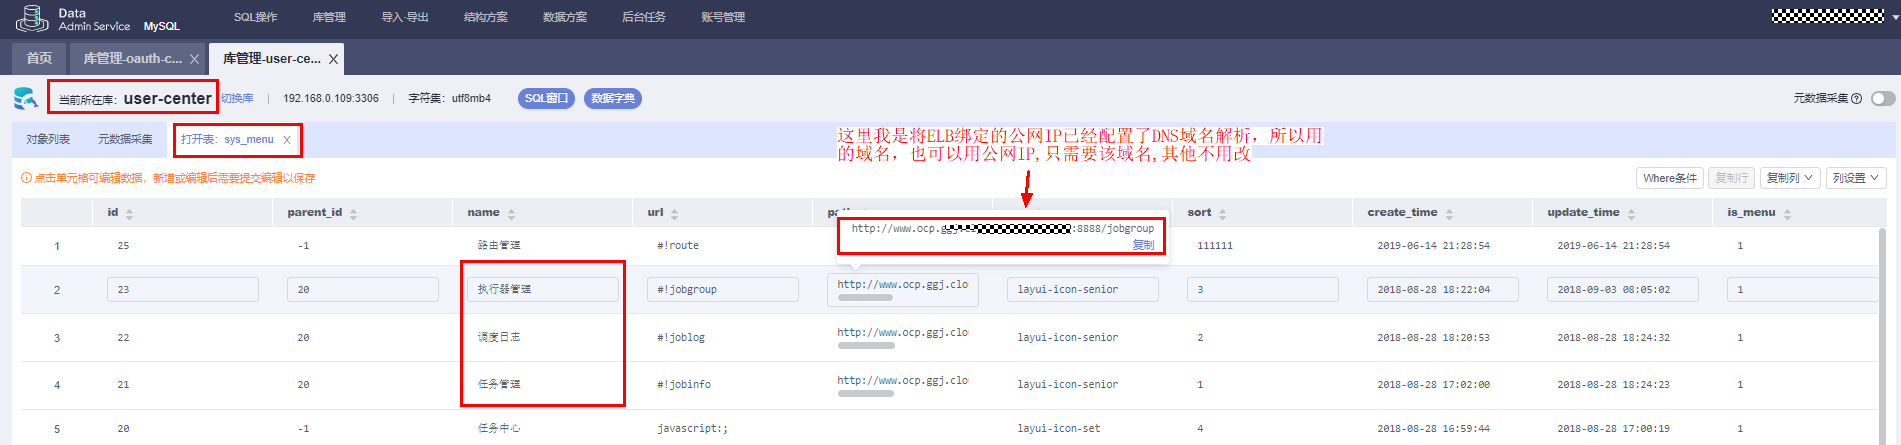 Data
Admin Service MySQL SQL操作 库管理 导入·导出 结构方案 数据方案 后台任务 账号管理
首页 库管理-oauth-c... 库管理-user-ce...
当前所在库: user-center 切换库 | 192.168.0.109:3306 | 字符集: utf8mb4 SQL窗口 数据字典 元数据采集
对象列表 元数据采集 打开表: sys_menu
这里我是将ELB绑定的公网IP已经配置了DNS域名解析，所以用
的域名，也可以用公网IP,只需要该域名,其他不用改
点击单元格可编辑数据，新增或编辑后需要提交编辑以保存 Where条件 复制行 复制列 列设置
id parent_id name url sort create_time update_time is_menu
http://www.ocp.ggj :8888/jobgroup
复制
1 25 -1 路由管理 #!route 111111 2019-06-14 21:28:54 2019-06-14 21:28:54 1
2 23 20 执行器管理 #!jobgroup http://www.ocp.ggj.clo layui-icon-senior 3 2018-08-28 18:22:04 2018-09-03 08:05:02 1
3 22 20 调度日志 #!joblog http://www.ocp.ggj.clo layui-icon-senior 2 2018-08-28 18:20:53 2018-08-28 18:24:32 1
4 21 20 任务管理 #!jobinfo http://www.ocp.ggj.clo layui-icon-senior 1 2018-08-28 17:02:00 2018-08-28 18:24:23 1
5 20 -1 任务中心 javascript:; layui-icon-set 4 2018-08-28 16:59:44 2018-08-28 17:00:19 1